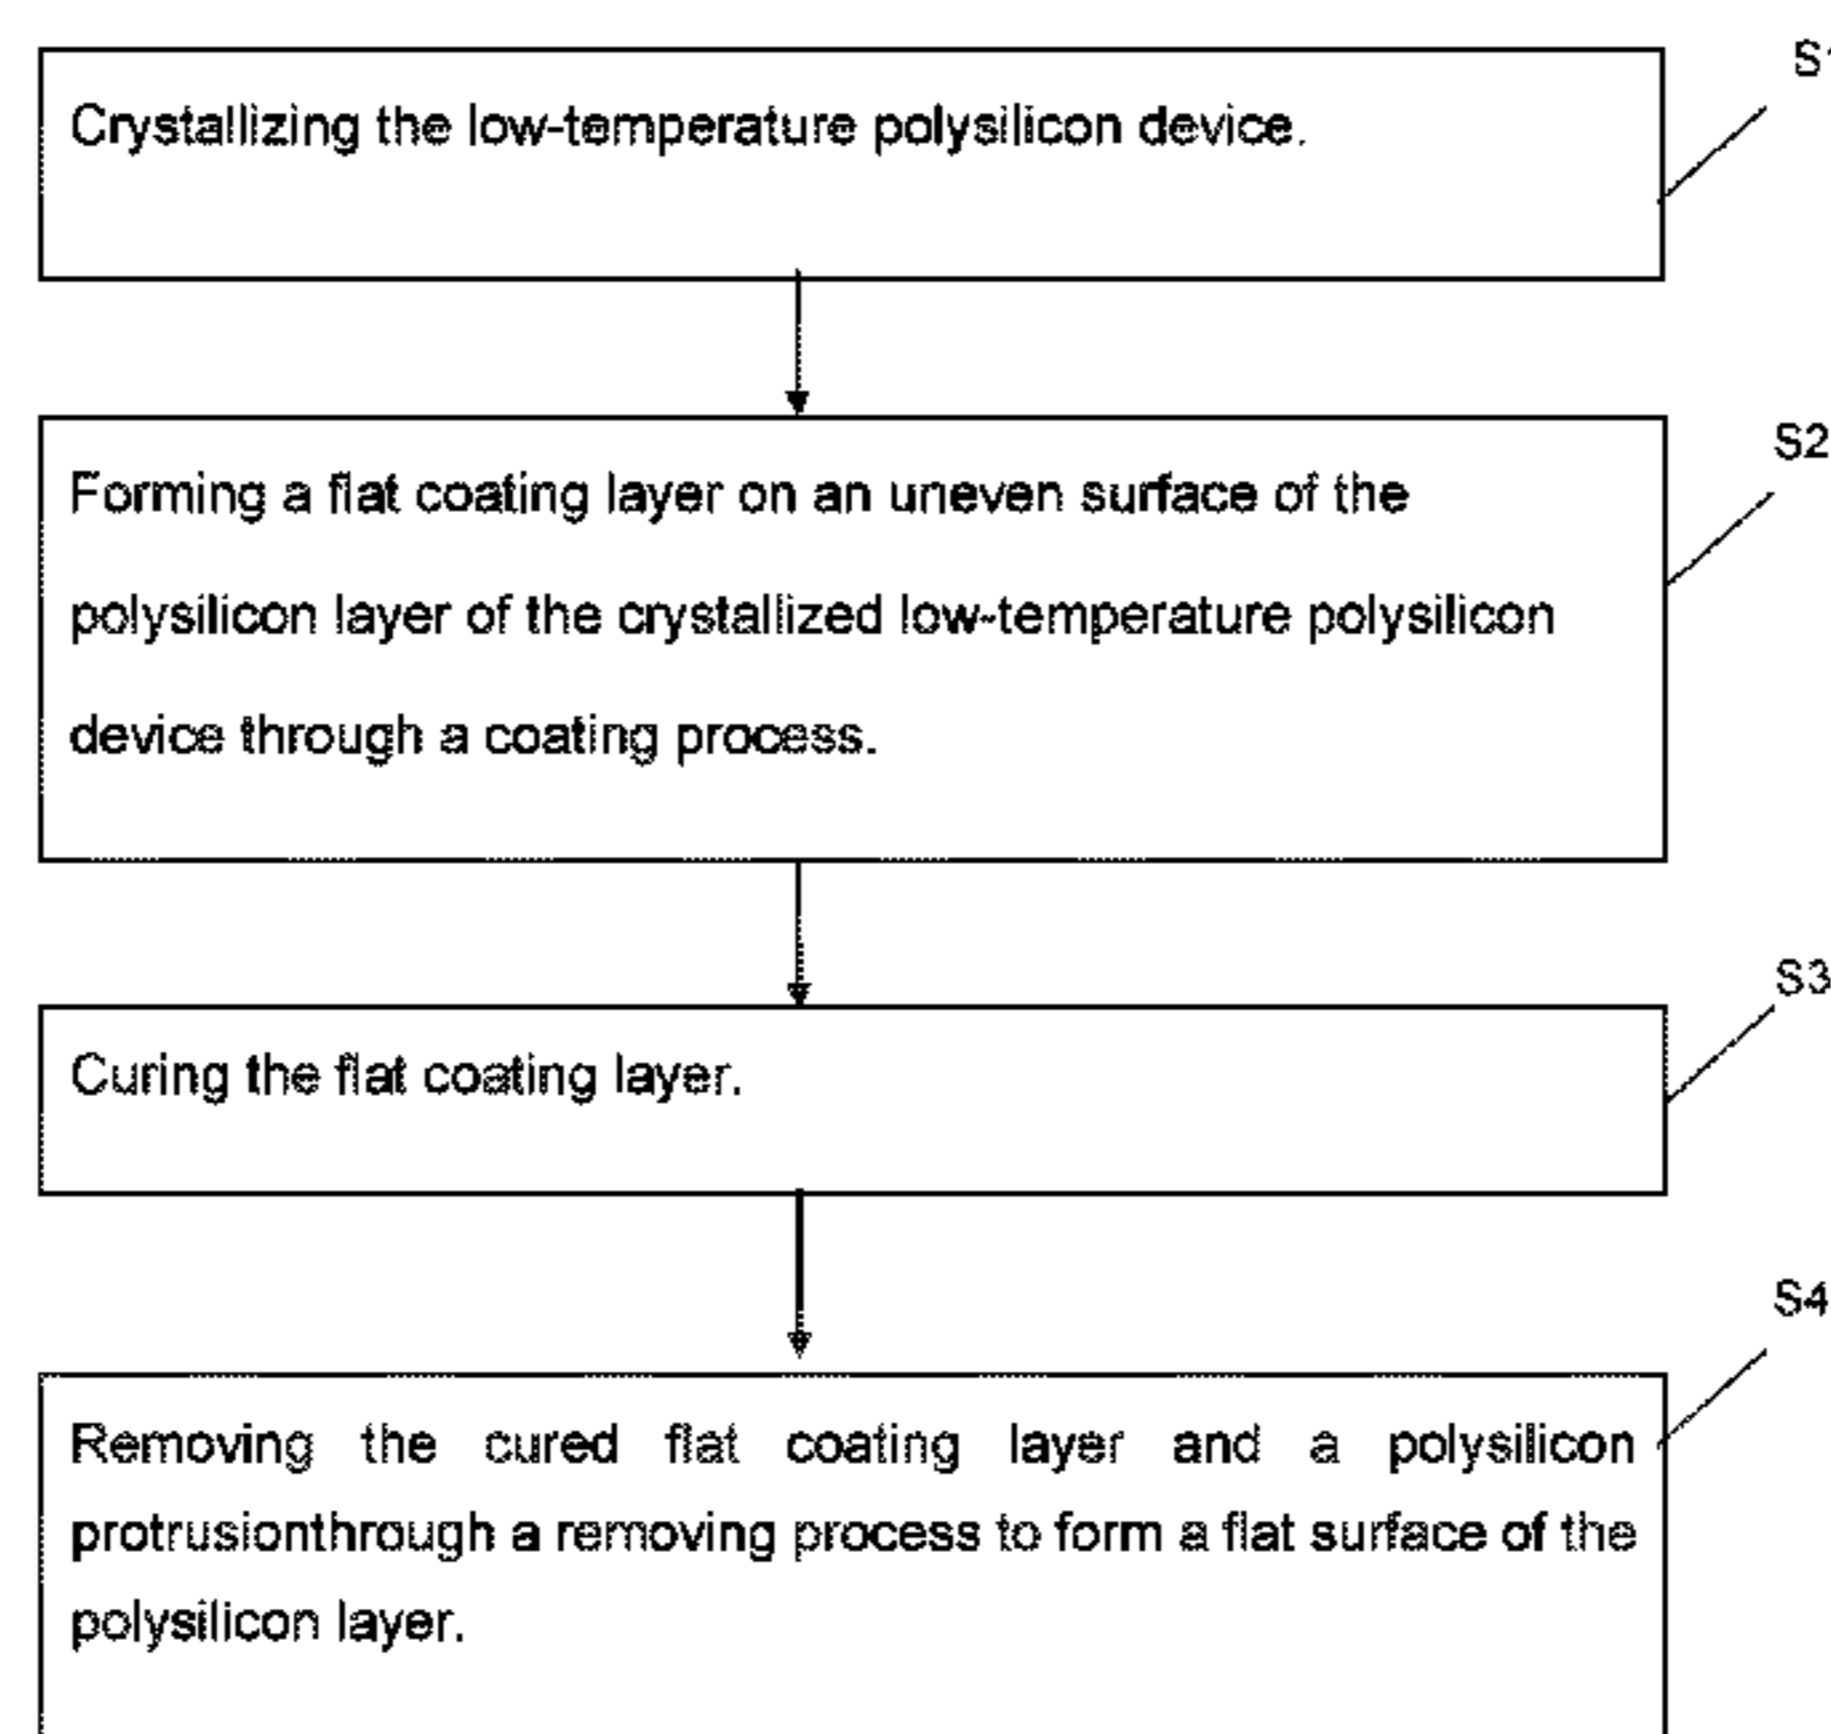 S1
Crystallizing the low-temperature polysilicon device.
S2
Forming a flat coating layer on an uneven surface of the
polysilicon layer of the crystallized low-temperature polysilicon
device through a coating process.
S3
Curing the flat coating layer.
S4
Removing the cured flat coating layer and a polysilicon
protrusionthrough a removing process to form a flat surface of the
polysilicon layer.